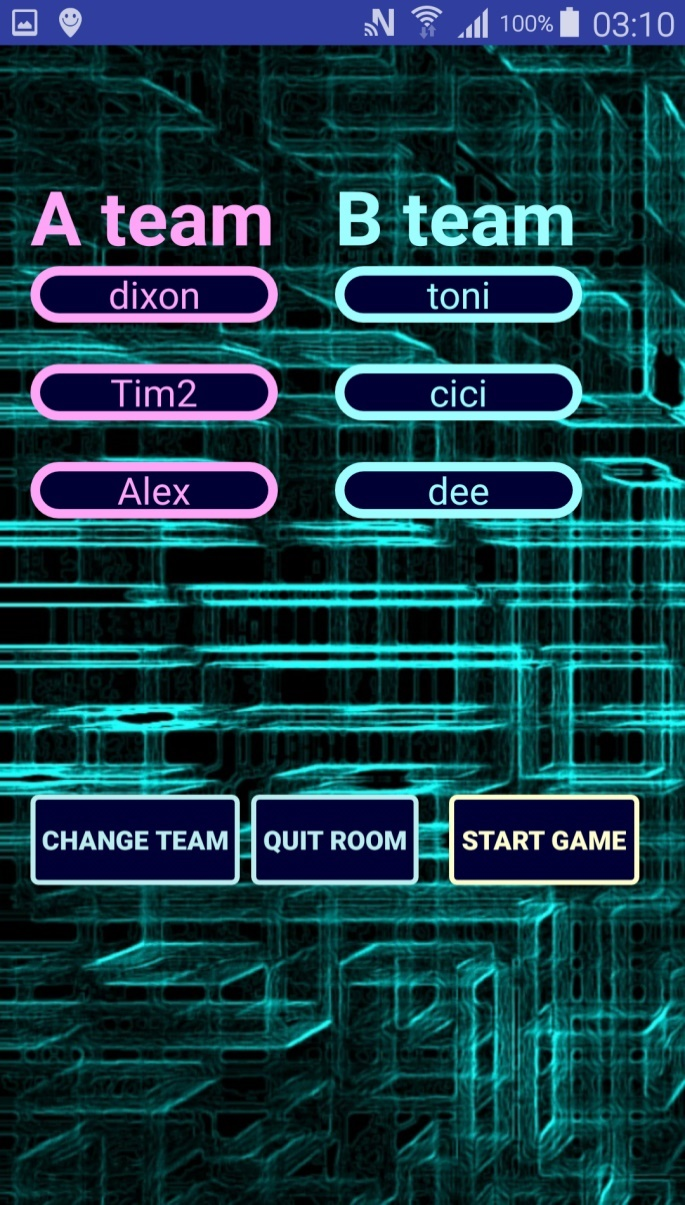 100% 03:10
A team B team
dixon toni
Tim2 cici
Alex dee
CHANGE TEAM QUIT ROOM START GAME